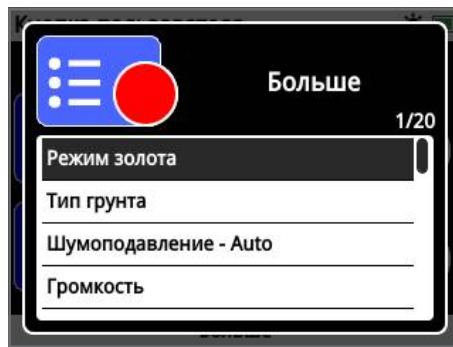 Больше
1/20
Режим золота
Тип грунта
Шумоподавление - Auto
Громкость